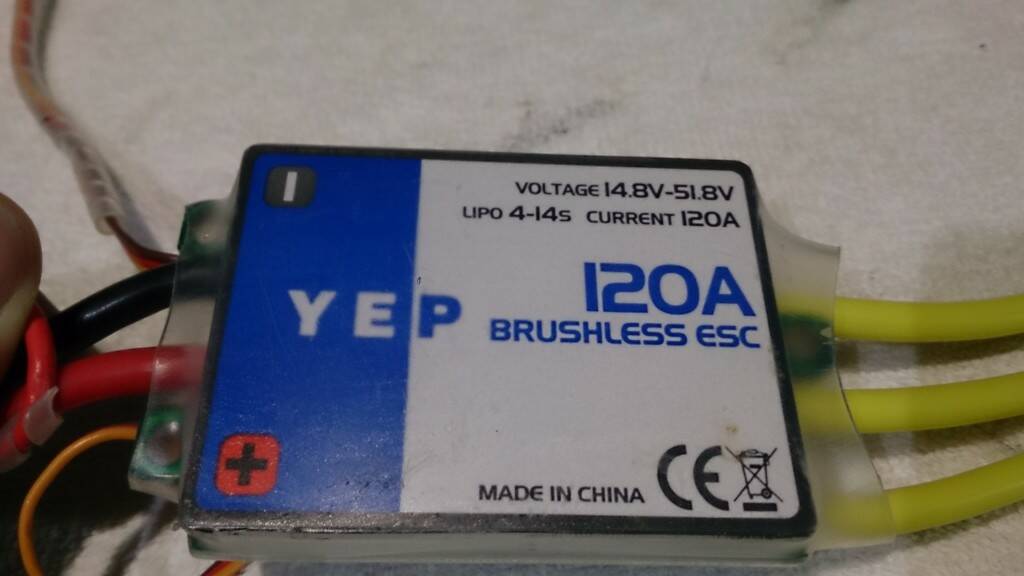 VOLTAGE 14.8V-51.8V
LIPO 4-14S CURRENT 120A
120A
YEP
BRUSHLESS ESC
MADE IN CHINA CE